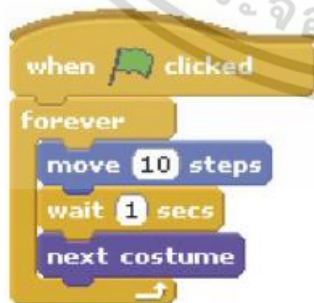 when clicked
forever
move 10 steps
wait 1 secs
next costume